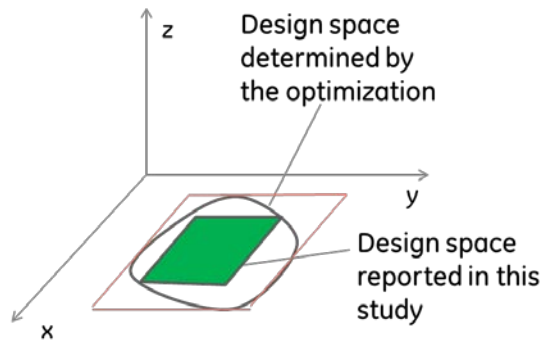 z
Design space
determined by
the optimization
y
Design space
reported in this
study
x